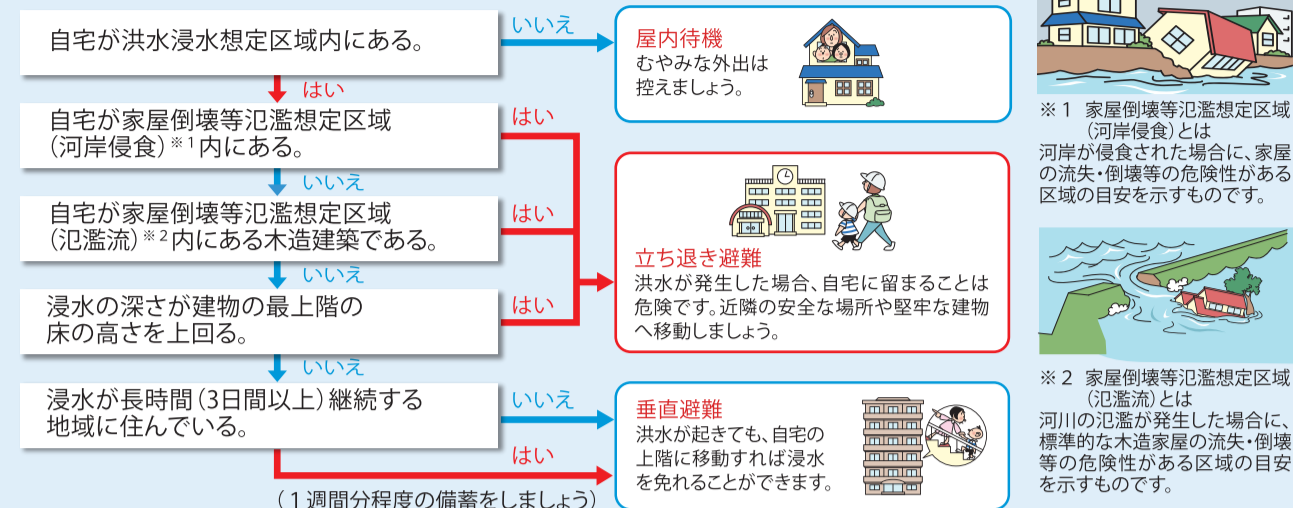 自宅が洪水浸水想定区域内にある。
いいえ
はい
自宅が家屋倒壊等氾濫想定区域
(河岸侵食)※1内にある。
はい
いいえ
自宅が家屋倒壊等氾濫想定区域
(氾濫流)※2内にある木造建築である。
はい
いいえ
浸水の深さが建物の最上階の
床の高さを上回る。
はい
いいえ
浸水が長時間(3日間以上)継続する
地域に住んでいる。
いいえ
はい
(1週間分程度の備蓄をしましょう)
屋内待機
むやみな外出は
控えましょう。
立ち退き避難
洪水が発生した場合、自宅に留まることは
危険です。近隣の安全な場所や堅牢な建物
へ移動しましょう。
垂直避難
洪水が起きても、自宅の
上階に移動すれば浸水
を免れることができます。
※1 家屋倒壊等氾濫想定区域
(河岸侵食)とは
河岸が侵食された場合に、家屋
の流失・倒壊等の危険性がある
区域の目安を示すものです。
※2 家屋倒壊等氾濫想定区域
(氾濫流)とは
河川の氾濫が発生した場合に、
標準的な木造家屋の流失・倒壊
等の危険性がある区域の目安
を示すものです。